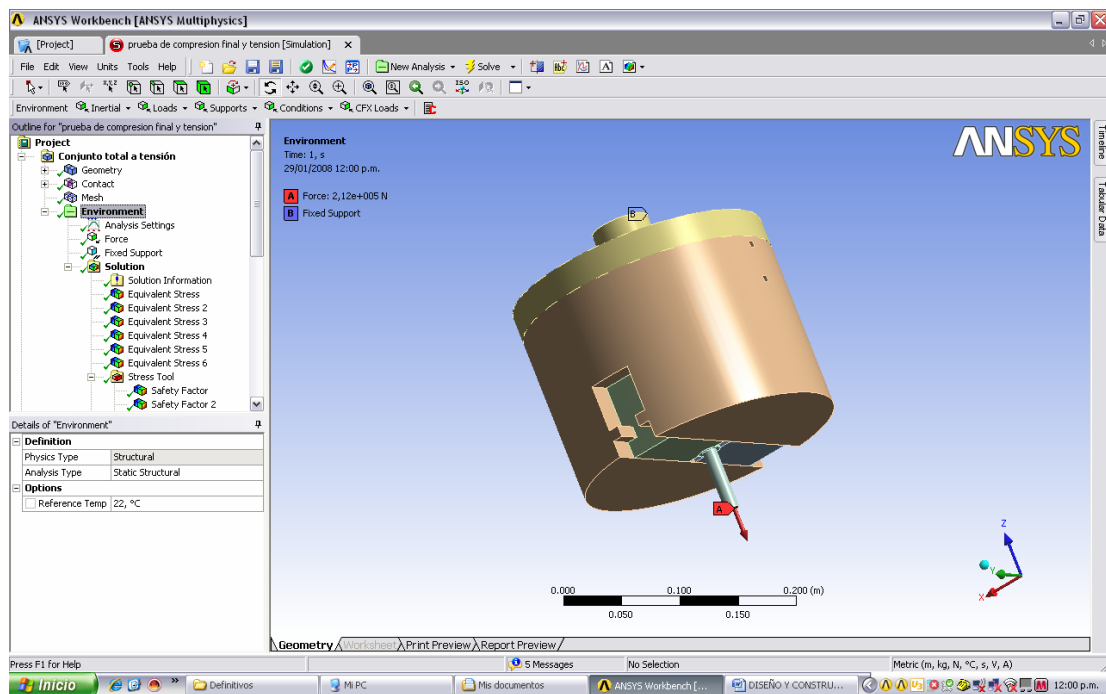 ANSYS Workbench [ANSYS Multiphysics]
[Project] prueba de compresion final y tension [Simulation]
File Edit View Units Tools Help New Analysis Solve
Environment Inertial Loads Supports Conditions CFX Loads
Outline for "prueba de compresion final y tension"
Project
Conjunto total a tensión
Geometry
Contact
Mesh
Environment
Analysis Settings
Force
Fixed Support
Solution
Solution Information
Equivalent Stress
Equivalent Stress 2
Equivalent Stress 3
Equivalent Stress 4
Equivalent Stress 5
Equivalent Stress 6
Stress Tool
Safety Factor
Safety Factor 2
Details of "Environment"
Definition
Physics Type Structural
Analysis Type Static Structural
Options
Reference Temp 22, °C
Environment
Time: 1, s
29/01/2008 12:00 p.m.
A Force: 2,12e+005 N
B Fixed Support
ANSYS
B
A
Z
Y
X
0.000 0.100 0.200 (m)
0.050 0.150
Timeline
Tabular Data
Geometry Worksheet Print Preview Report Preview
Press F1 for Help 5 Messages No Selection Metric (m, kg, N, °C, s, V, A)
Inicio Definitivos Mi PC Mis documentos ANSYS Workbench [... DISEÑO Y CONSTRU... 12:00 p.m.